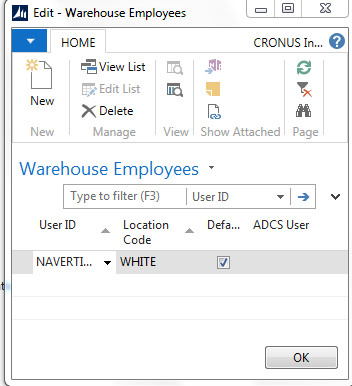 Edit - Warehouse Employees
HOME
CRONUS In...
New
View List
Edit List
Delete
New
Manage
View
Show Attached
Page
Warehouse Employees
Type to filter (F3)
User ID
User ID
Location Code
Defa...
ADCS User
NAVERTI...
WHITE
OK